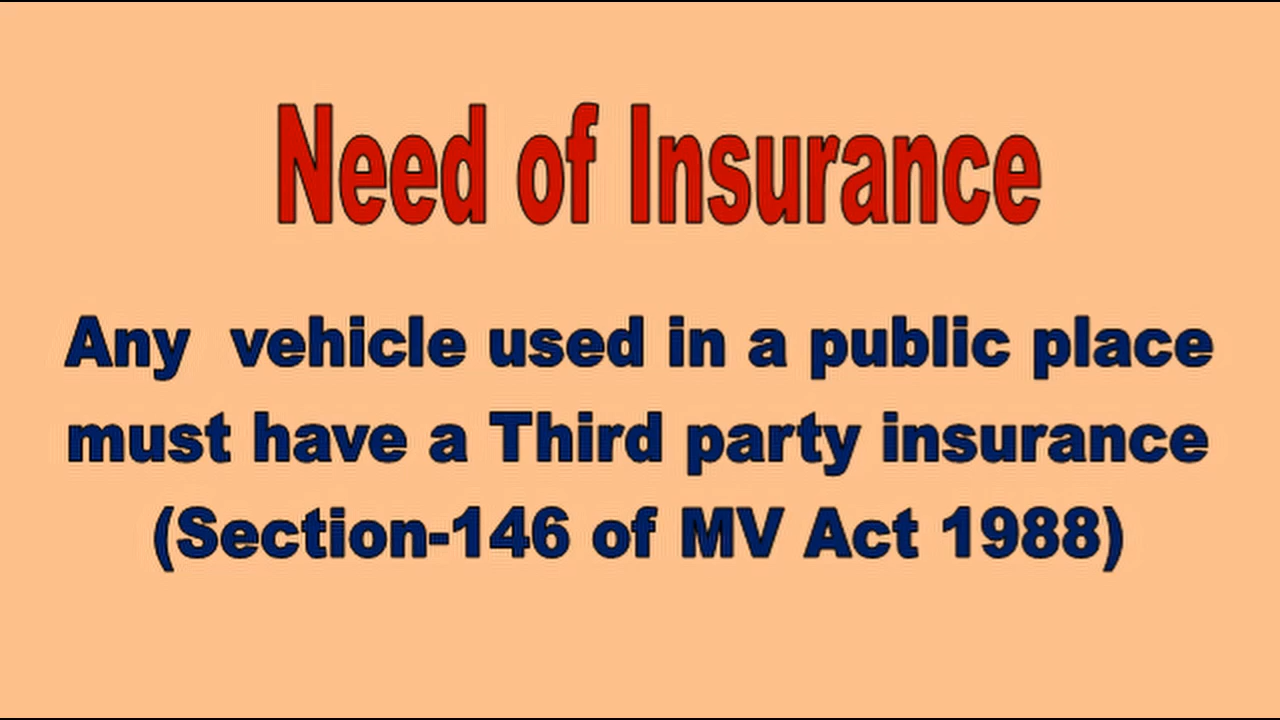 Need of Insurance
Any vehicle used in a public place
must have a Third party insurance
(Section-146 of MV Act 1988)